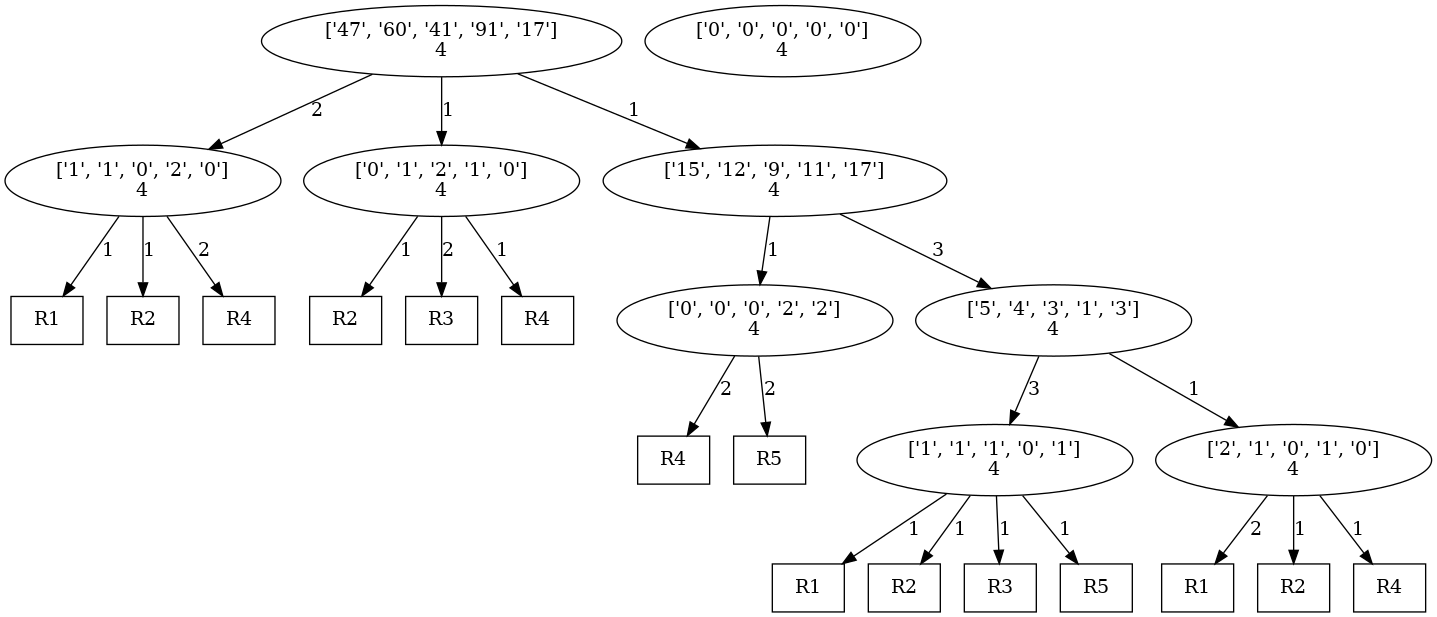 ['47', '60', '41', '91', '17']
4
['0', '0', '0', '0', '0']
4
2
1
1
['1', '1', '0', '2', '0']
4
['0', '1', '2', '1', '0']
4
['15', '12', '9', '11', '17']
4
1
1
2
1
2
1
1
3
R1
R2
R4
R2
R3
R4
['0', '0', '0', '2', '2']
4
['5', '4', '3', '1', '3']
4
2
2
3
1
R4
R5
['1', '1', '1', '0', '1']
4
['2', '1', '0', '1', '0']
4
1
1
1
1
2
1
1
R1
R2
R3
R5
R1
R2
R4